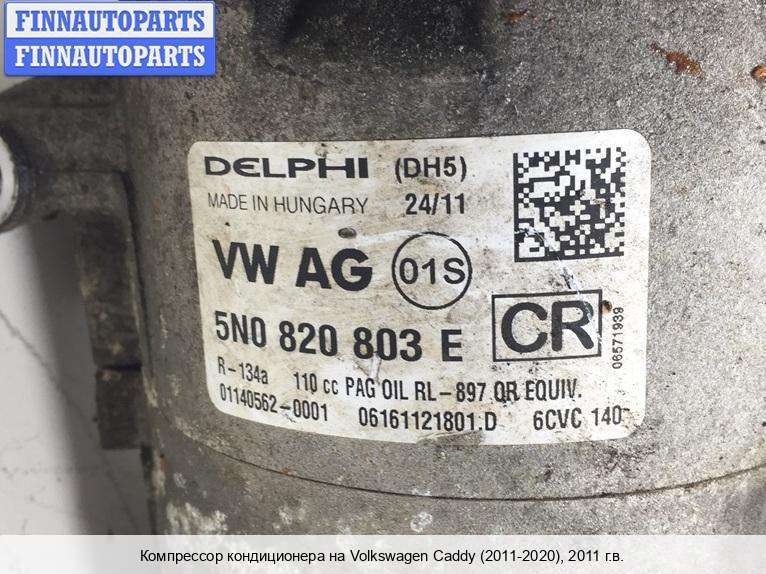 FINNAUTOPARTS
FINNAUTOPARTS
DELPHI (DH5)
MADE IN HUNGARY 24/11
VW AG 01S
5N0 820 803 E CR
06571939
R-134a 110 cc PAG OIL RL-897 OR EQUIV.
01140562-0001 06161121801.D 6CVC 140
Компрессор кондиционера на Volkswagen Caddy (2011-2020), 2011 г.в.